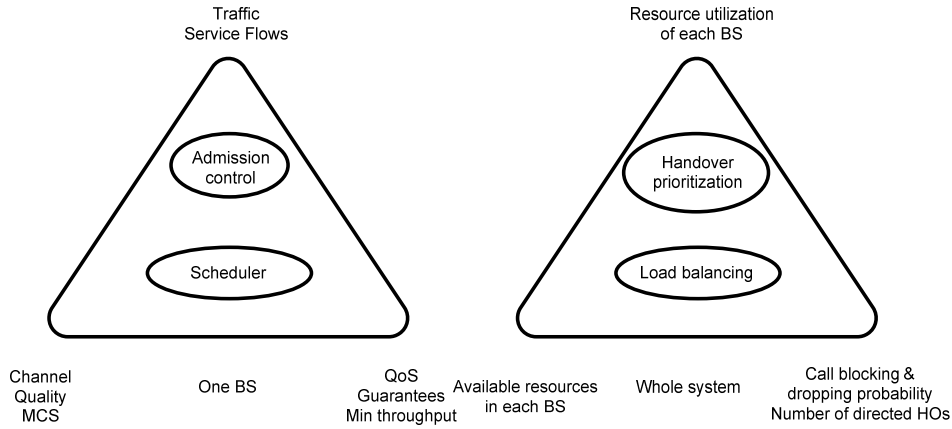 Traffic
Service Flows
Admission
control
Scheduler
Channel
Quality
MCS
One BS
QoS
Guarantees
Min throughput
Resource utilization
of each BS
Handover
prioritization
Load balancing
Available resources
in each BS
Whole system
Call blocking &
dropping probability
Number of directed HOs